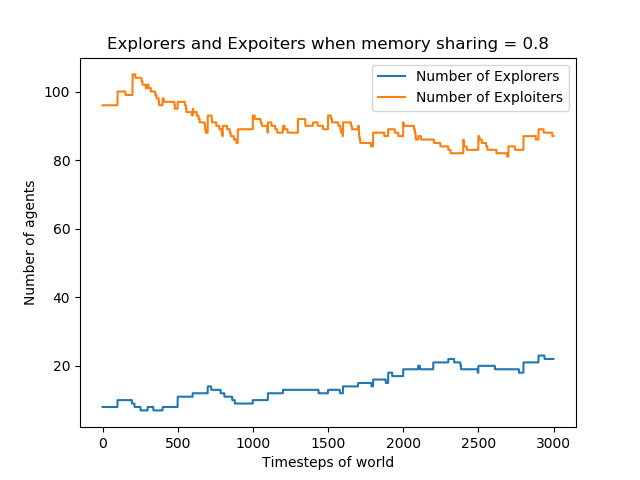 Explorers and Expoiters when memory sharing = 0.8
Number of Explorers
Number of Exploiters
Number of agents
100
80
60
40
20
0 500 1000 1500 2000 2500 3000
Timesteps of world